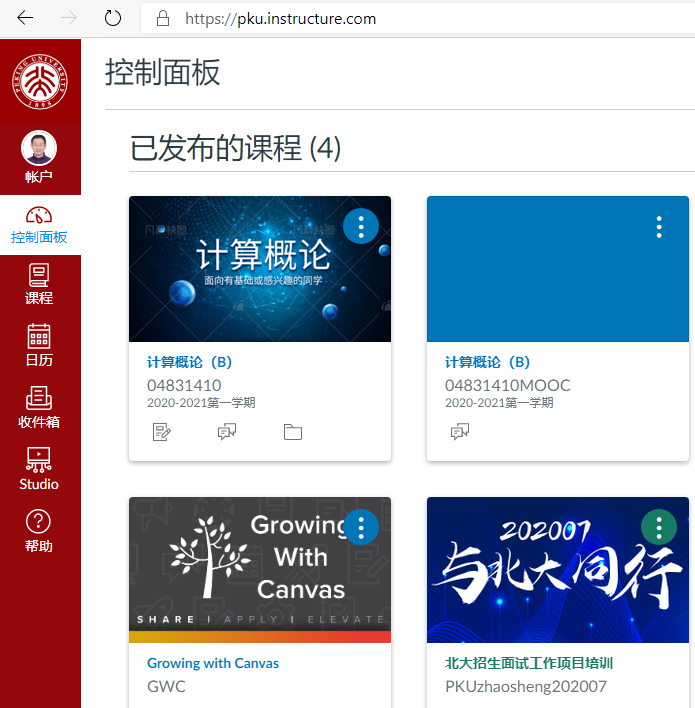 https://pku.instructure.com
PEKING UNIVERSITY
1898
控制面板
帐户
控制面板
课程
日历
收件箱
Studio
帮助
已发布的课程 (4)
计算概论
面向有基础或感兴趣的同学
计算概论（B）
04831410
2020-2021第一学期
计算概论（B）
04831410MOOC
2020-2021第一学期
Growing
With
Canvas
SHARE | APPLY | ELEVATE
Growing with Canvas
GWC
202007
与北大同行
北大招生面试工作项目培训
PKUzhaosheng202007